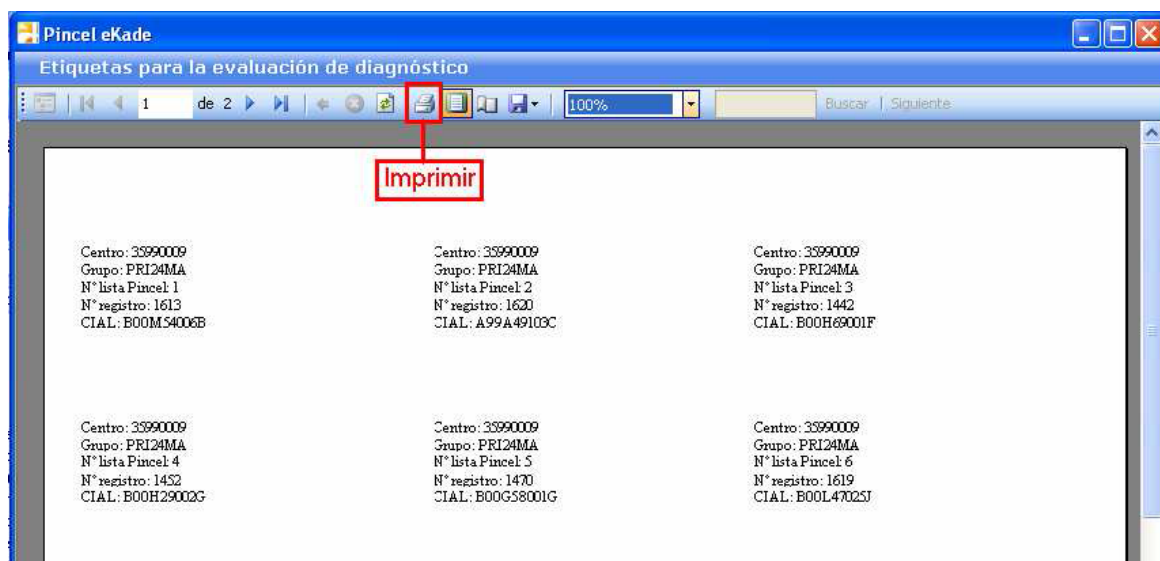 Pincel eKade
Etiquetas para la evaluación de diagnóstico
1 de 2 100% Buscar | Siguiente
Imprimir
Centro: 35990009
Grupo: PRI24MA
N° lista Pincel: 1
N° registro: 1613
CIAL: B00M54006B
Centro: 35990009
Grupo: PRI24MA
N° lista Pincel: 2
N° registro: 1620
CIAL: A99A49103C
Centro: 35990009
Grupo: PRI24MA
N° lista Pincel: 3
N° registro: 1442
CIAL: B00H69001F
Centro: 35990009
Grupo: PRI24MA
N° lista Pincel: 4
N° registro: 1452
CIAL: B00H29002G
Centro: 35990009
Grupo: PRI24MA
N° lista Pincel: 5
N° registro: 1470
CIAL: B00G58001G
Centro: 35990009
Grupo: PRI24MA
N° lista Pincel: 6
N° registro: 1619
CIAL: B00L47025J